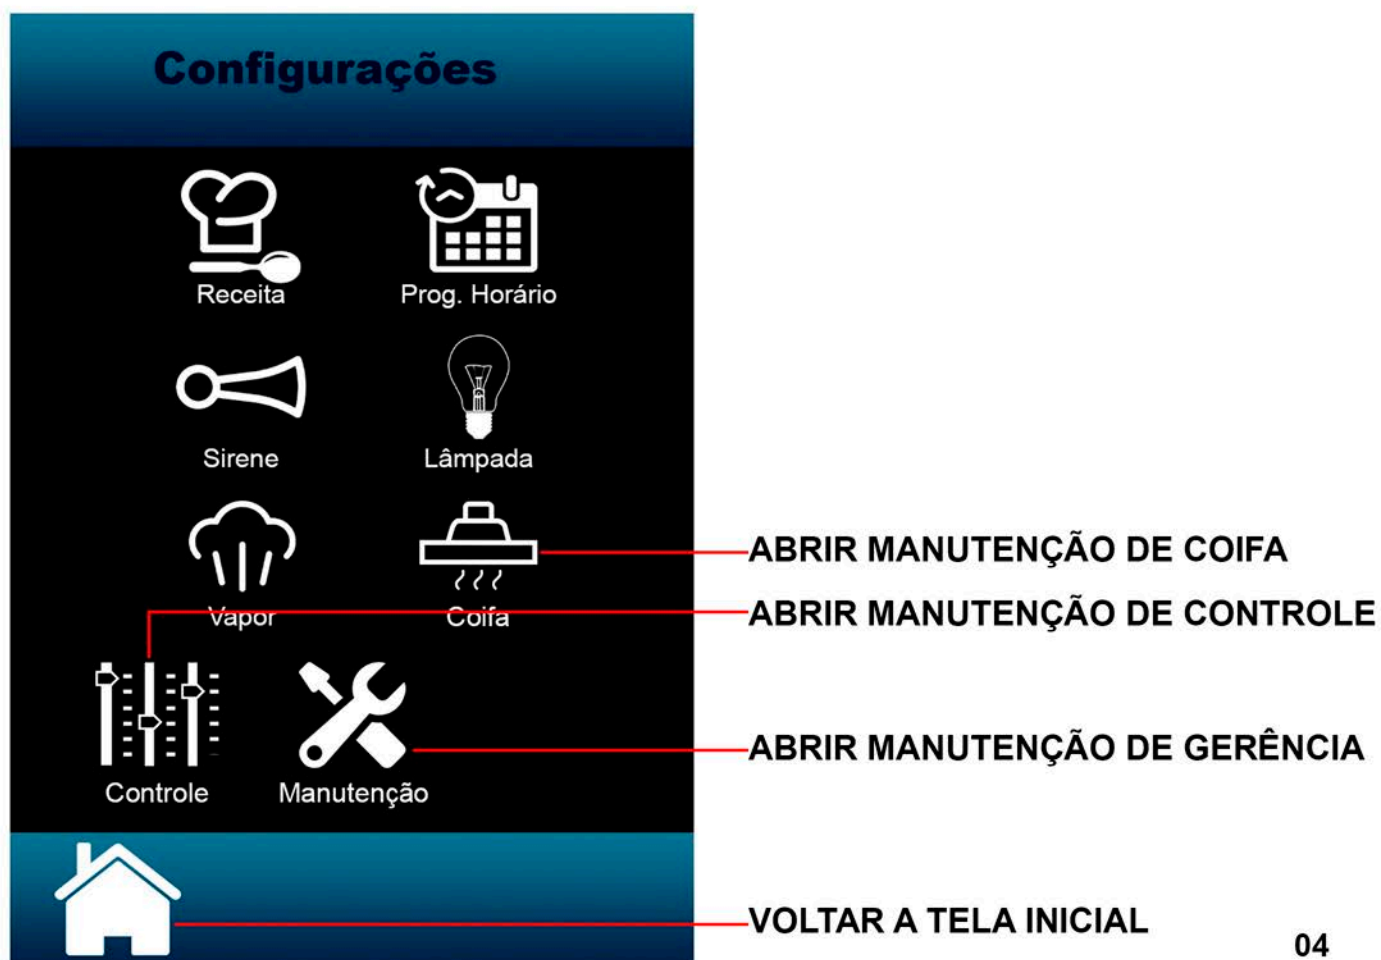 Configurações
Receita
Prog. Horário
Sirene
Lâmpada
ABRIR MANUTENÇÃO DE COIFA
Vapor
Coifa
ABRIR MANUTENÇÃO DE CONTROLE
ABRIR MANUTENÇÃO DE GERÊNCIA
Controle
Manutenção
VOLTAR A TELA INICIAL
04